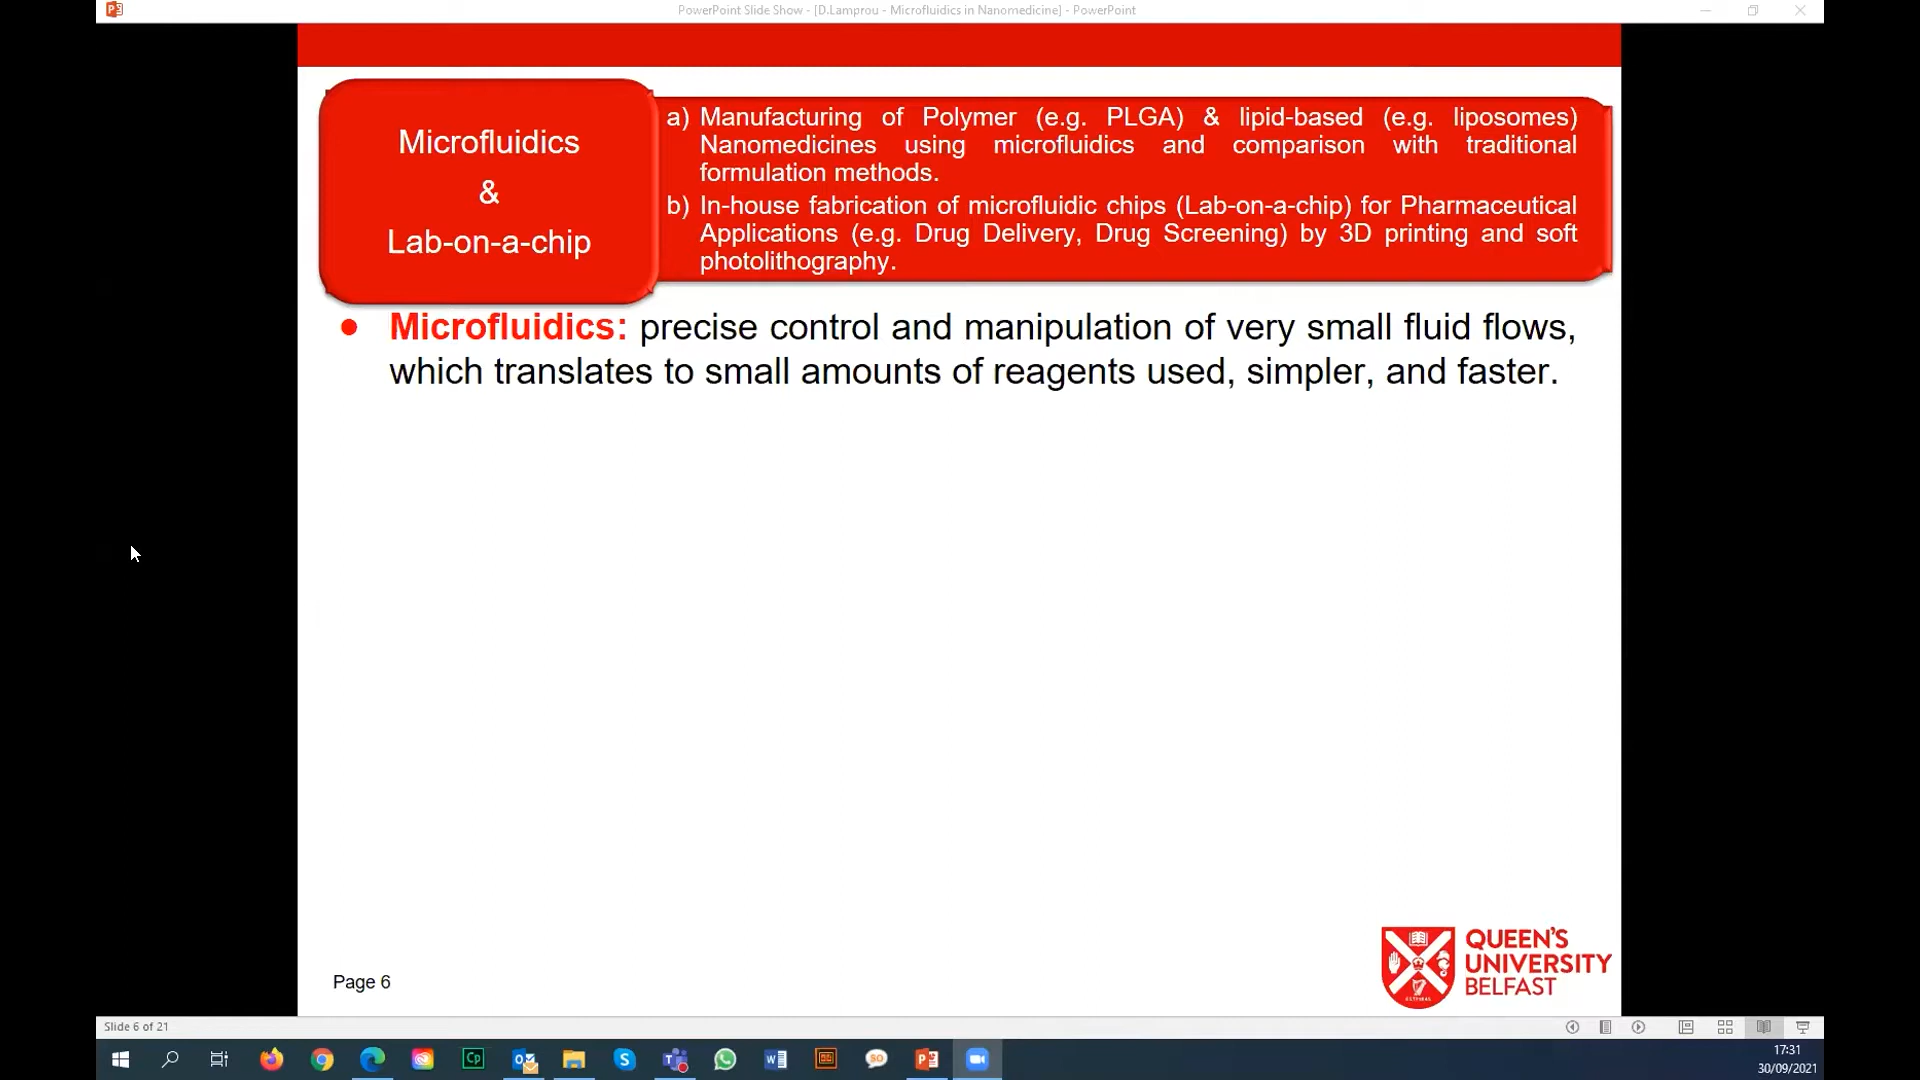 PowerPoint Slide Show - [D.Lamprou - Microfluidics in Nanomedicine] - PowerPoint
Microfluidics
&
Lab-on-a-chip
a) Manufacturing of Polymer (e.g. PLGA) & lipid-based (e.g. liposomes)
Nanomedicines using microfluidics and comparison with traditional
formulation methods.
b) In-house fabrication of microfluidic chips (Lab-on-a-chip) for Pharmaceutical
Applications (e.g. Drug Delivery, Drug Screening) by 3D printing and soft
photolithography.
● Microfluidics: precise control and manipulation of very small fluid flows,
which translates to small amounts of reagents used, simpler, and faster.
QUEEN'S
UNIVERSITY
BELFAST
Page 6
Slide 6 of 21
17:31
30/09/2021